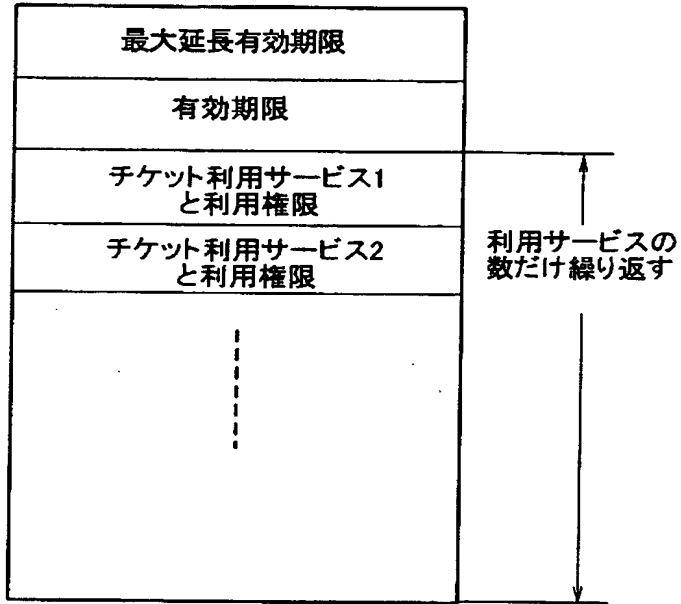 最大延長有効期限
有効期限
チケット利用サービス1
と利用権限
チケット利用サービス2
と利用権限
利用サービスの
数だけ繰り返す